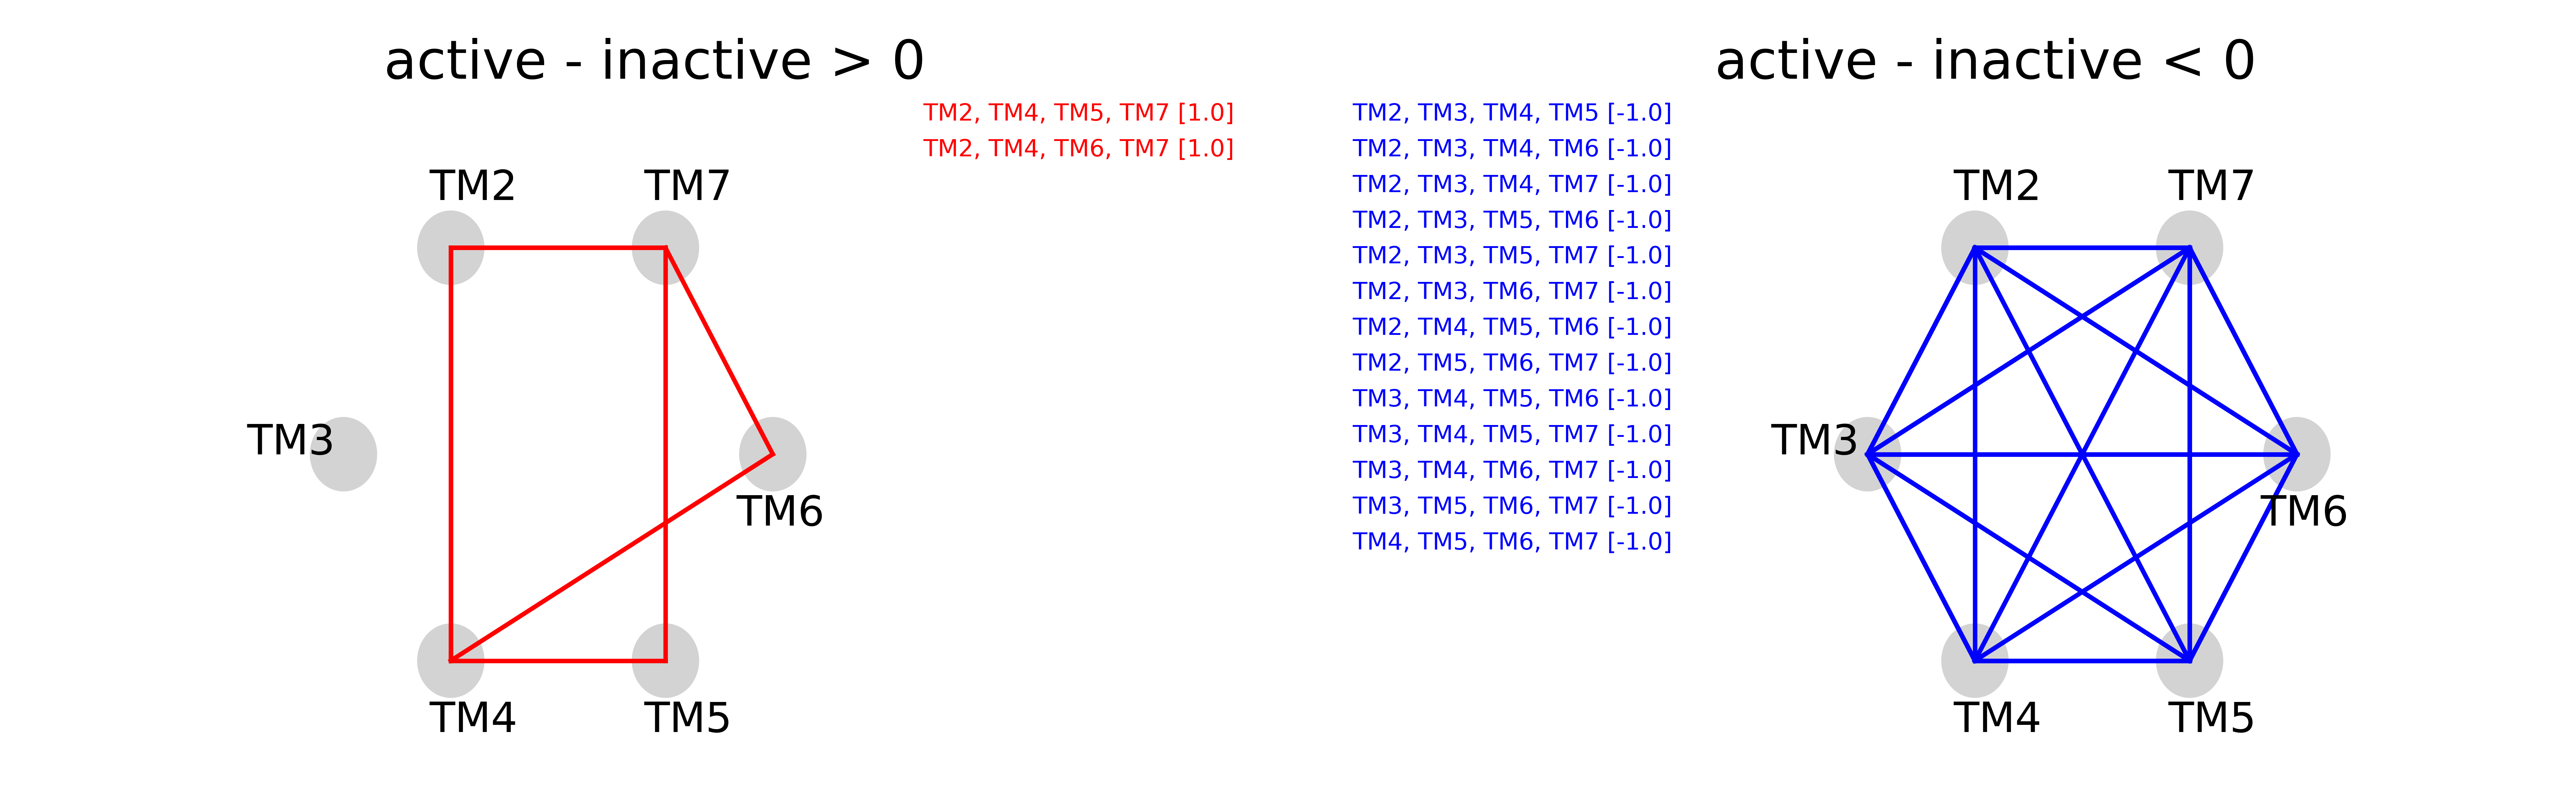 active - inactive > 0
TM2, TM4, TM5, TM7 [1.0]
TM2, TM4, TM6, TM7 [1.0]
TM2
TM7
TM3
TM6
TM4
TM5
active - inactive < 0
TM2, TM3, TM4, TM5 [-1.0]
TM2, TM3, TM4, TM6 [-1.0]
TM2, TM3, TM4, TM7 [-1.0]
TM2, TM3, TM5, TM6 [-1.0]
TM2, TM3, TM5, TM7 [-1.0]
TM2, TM3, TM6, TM7 [-1.0]
TM2, TM4, TM5, TM6 [-1.0]
TM2, TM5, TM6, TM7 [-1.0]
TM3, TM4, TM5, TM6 [-1.0]
TM3, TM4, TM5, TM7 [-1.0]
TM3, TM4, TM6, TM7 [-1.0]
TM3, TM5, TM6, TM7 [-1.0]
TM4, TM5, TM6, TM7 [-1.0]
TM2
TM7
TM3
TM6
TM4
TM5